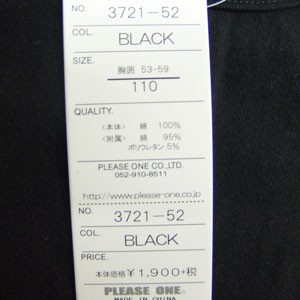 NO. 3721-52
COL. BLACK
SIZE.
胸囲 53-59
110
QUALITY.
〈本体〉 綿 100%
〈附属〉 綿 95%
ポリウレタン 5%
PLEASE ONE CO.,LTD.
052-910-8511
http://www.please-one.co.jp
NO. 3721-52
COL. BLACK
PRICE.
本体価格 ¥1,900+税
PLEASE ONE.
MADE IN CHINA